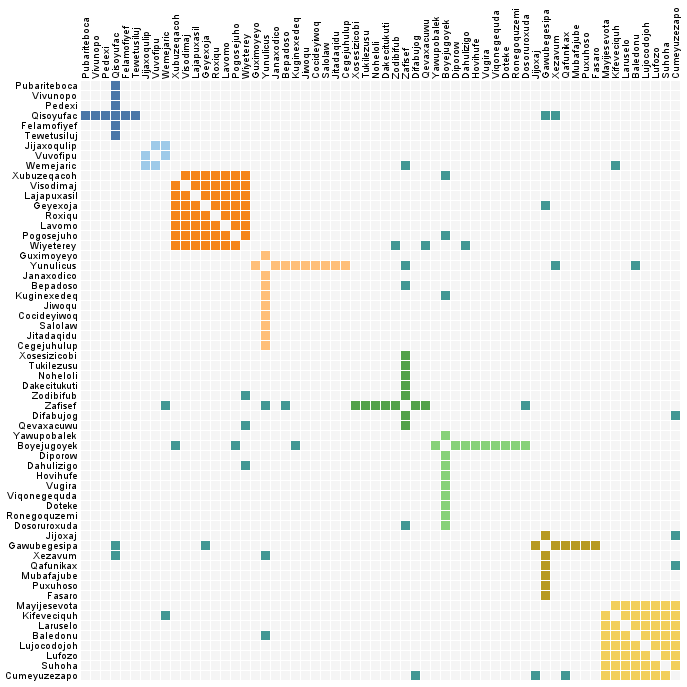 Pubariteboca
Vivunopo
Pedexi
Qisoyufac
Felamofiyef
Tewetusiluj
Jijaxoqulip
Vuvofipu
Wemejaric
Xubuzeqacoh
Visodimaj
Lajapuxasil
Geyexoja
Roxiqu
Lavomo
Pogosejuho
Wiyeterey
Guximoyeyo
Yunulicus
Janaxodico
Bepadoso
Kuginexedeq
Jiwoqu
Cocideyiwoq
Salolaw
Jitadaqidu
Cegejuhulup
Xosesizicobi
Tukilezusu
Noheloli
Dakecitukuti
Zodibifub
Zafisef
Difabujog
Qevaxacuwu
Yawupobalek
Boyejugoyek
Diporow
Dahulizigo
Hovihufe
Vugira
Viqonegequda
Doteke
Ronegoquzemi
Dosoruroxuda
Jijoxaj
Gawubegesipa
Xezavum
Qafunikax
Mubafajube
Puxuhoso
Fasaro
Mayijesevota
Kifeveciquh
Laruselo
Baledonu
Lujocodojoh
Lufozo
Suhoha
Cumeyuzezapo
Pubariteboca
Vivunopo
Pedexi
Qisoyufac
Felamofiyef
Tewetusiluj
Jijaxoqulip
Vuvofipu
Wemejaric
Xubuzeqacoh
Visodimaj
Lajapuxasil
Geyexoja
Roxiqu
Lavomo
Pogosejuho
Wiyeterey
Guximoyeyo
Yunulicus
Janaxodico
Bepadoso
Kuginexedeq
Jiwoqu
Cocideyiwoq
Salolaw
Jitadaqidu
Cegejuhulup
Xosesizicobi
Tukilezusu
Noheloli
Dakecitukuti
Zodibifub
Zafisef
Difabujog
Qevaxacuwu
Yawupobalek
Boyejugoyek
Diporow
Dahulizigo
Hovihufe
Vugira
Viqonegequda
Doteke
Ronegoquzemi
Dosoruroxuda
Jijoxaj
Gawubegesipa
Xezavum
Qafunikax
Mubafajube
Puxuhoso
Fasaro
Mayijesevota
Kifeveciquh
Laruselo
Baledonu
Lujocodojoh
Lufozo
Suhoha
Cumeyuzezapo